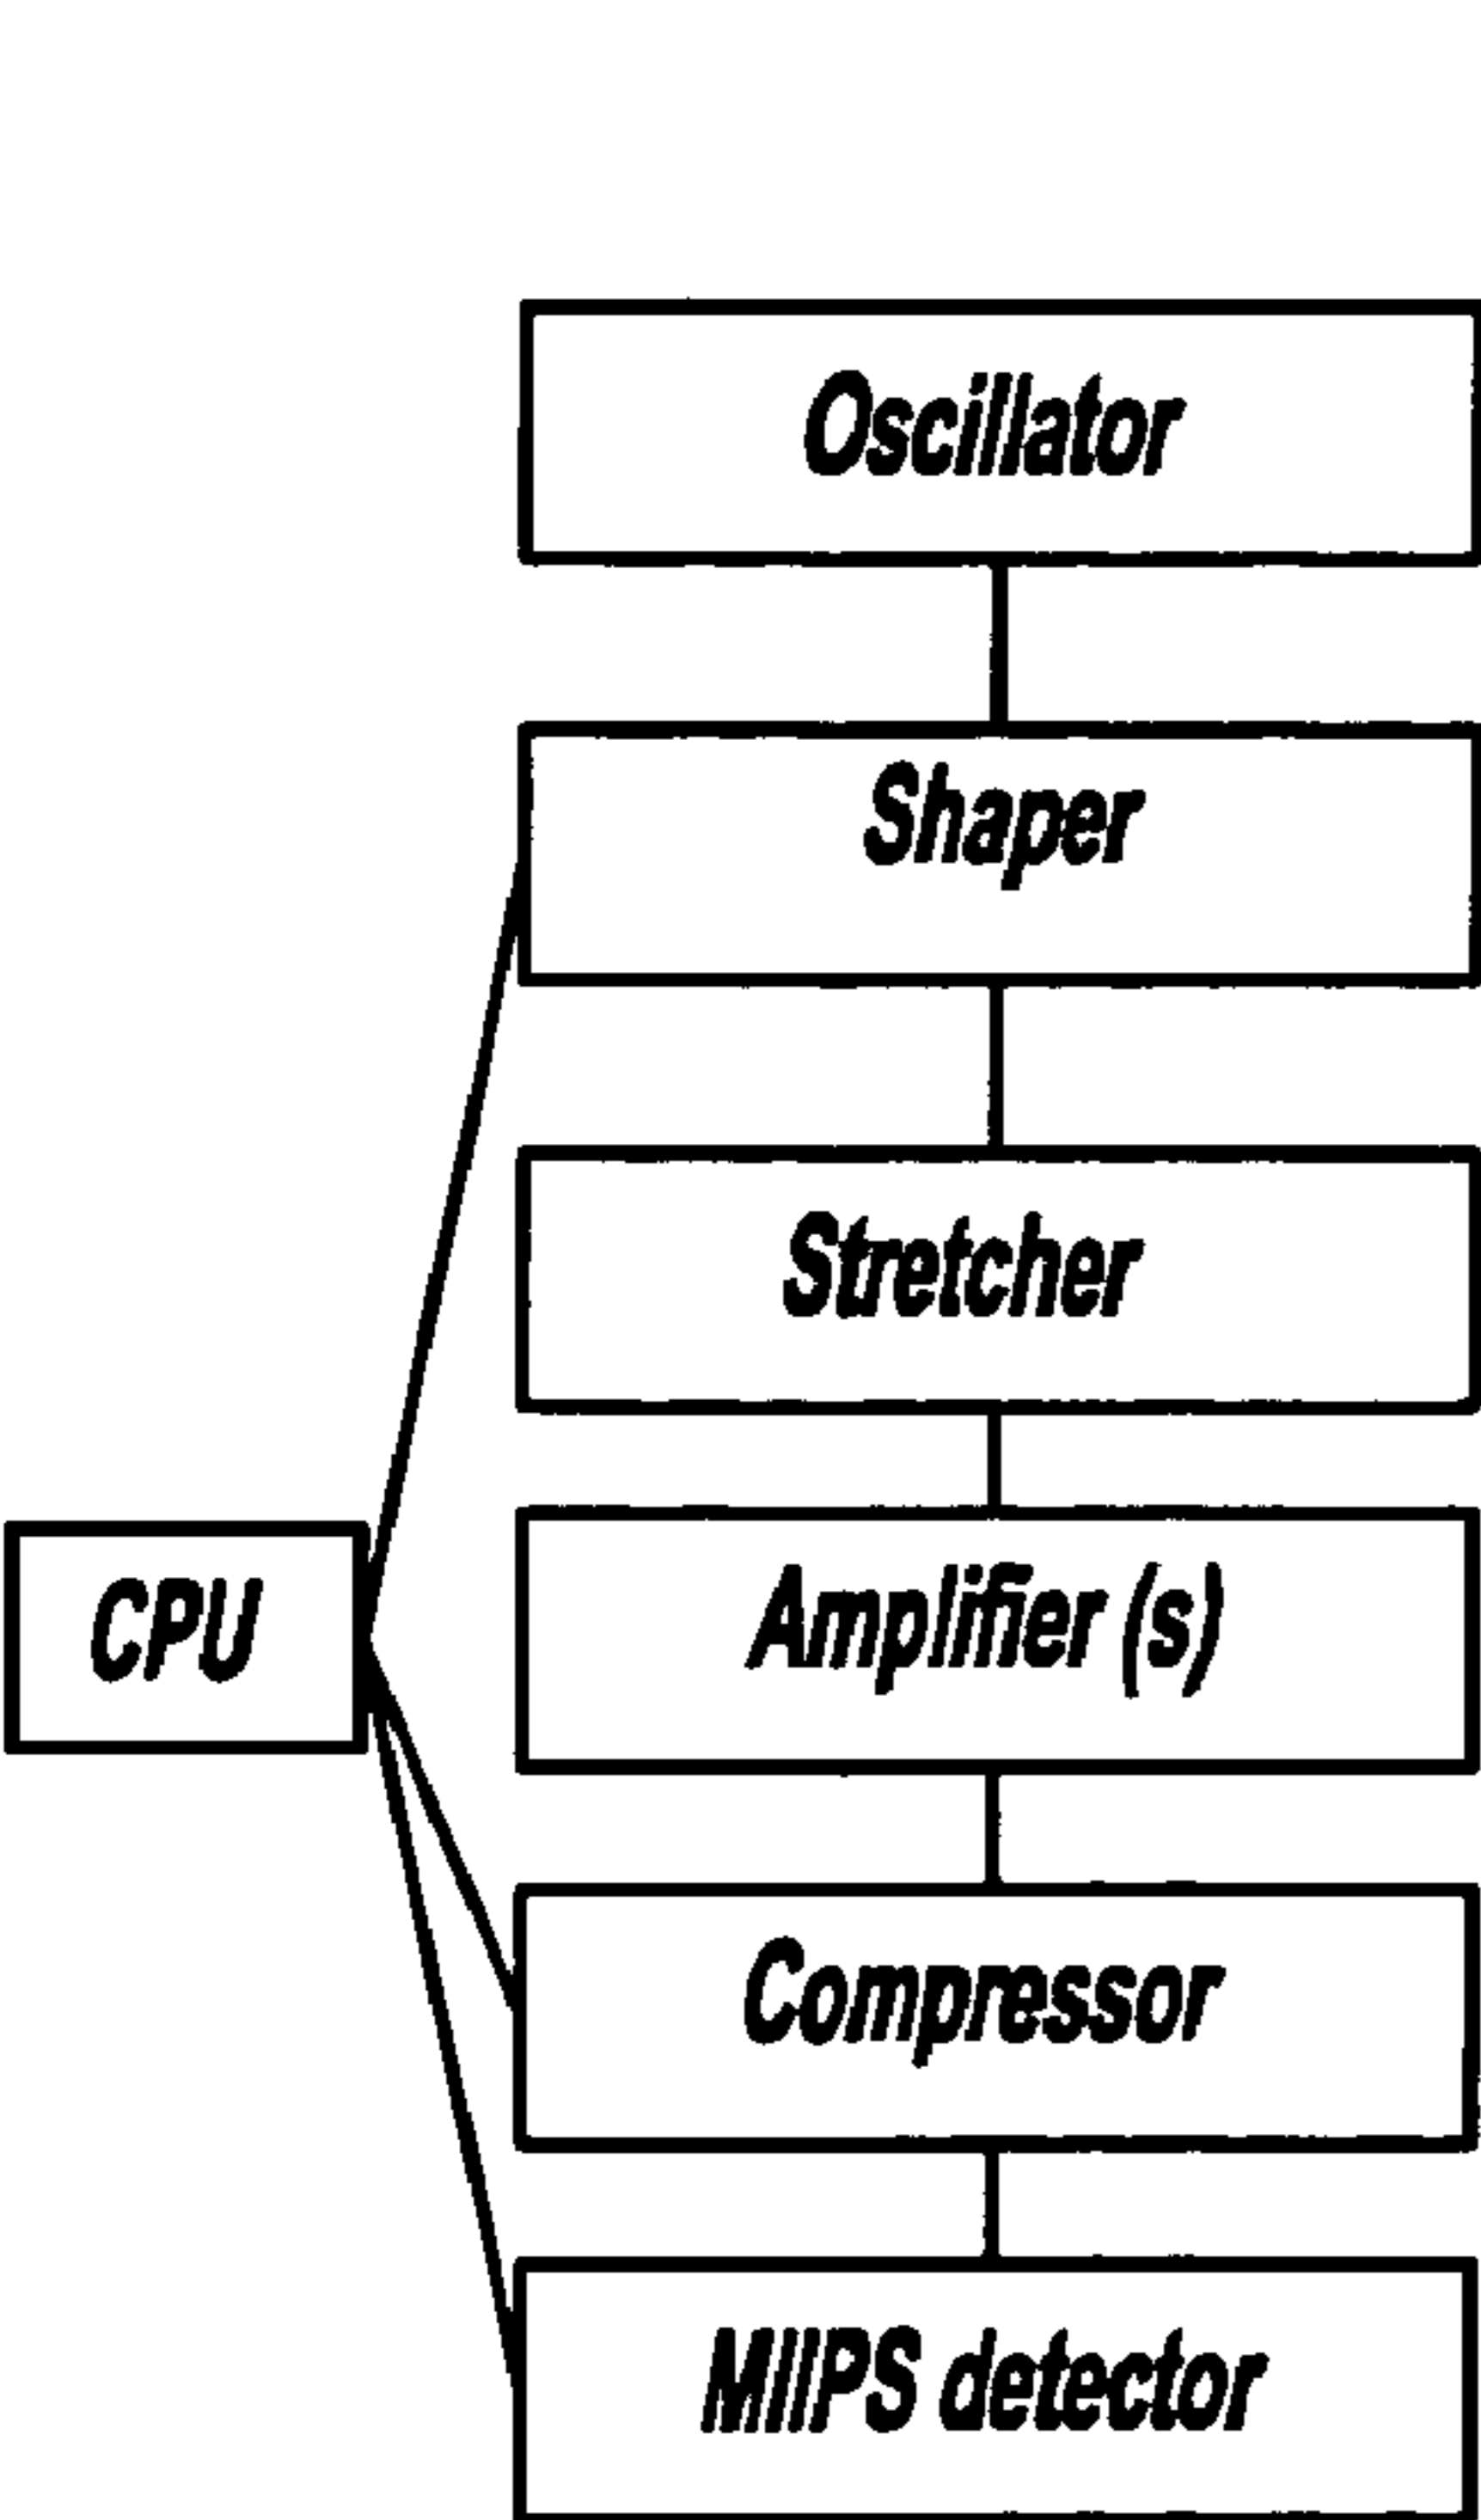 Oscillator
Shaper
Stretcher
Amplifier (s)
CPU
Compressor
MIIPS detector